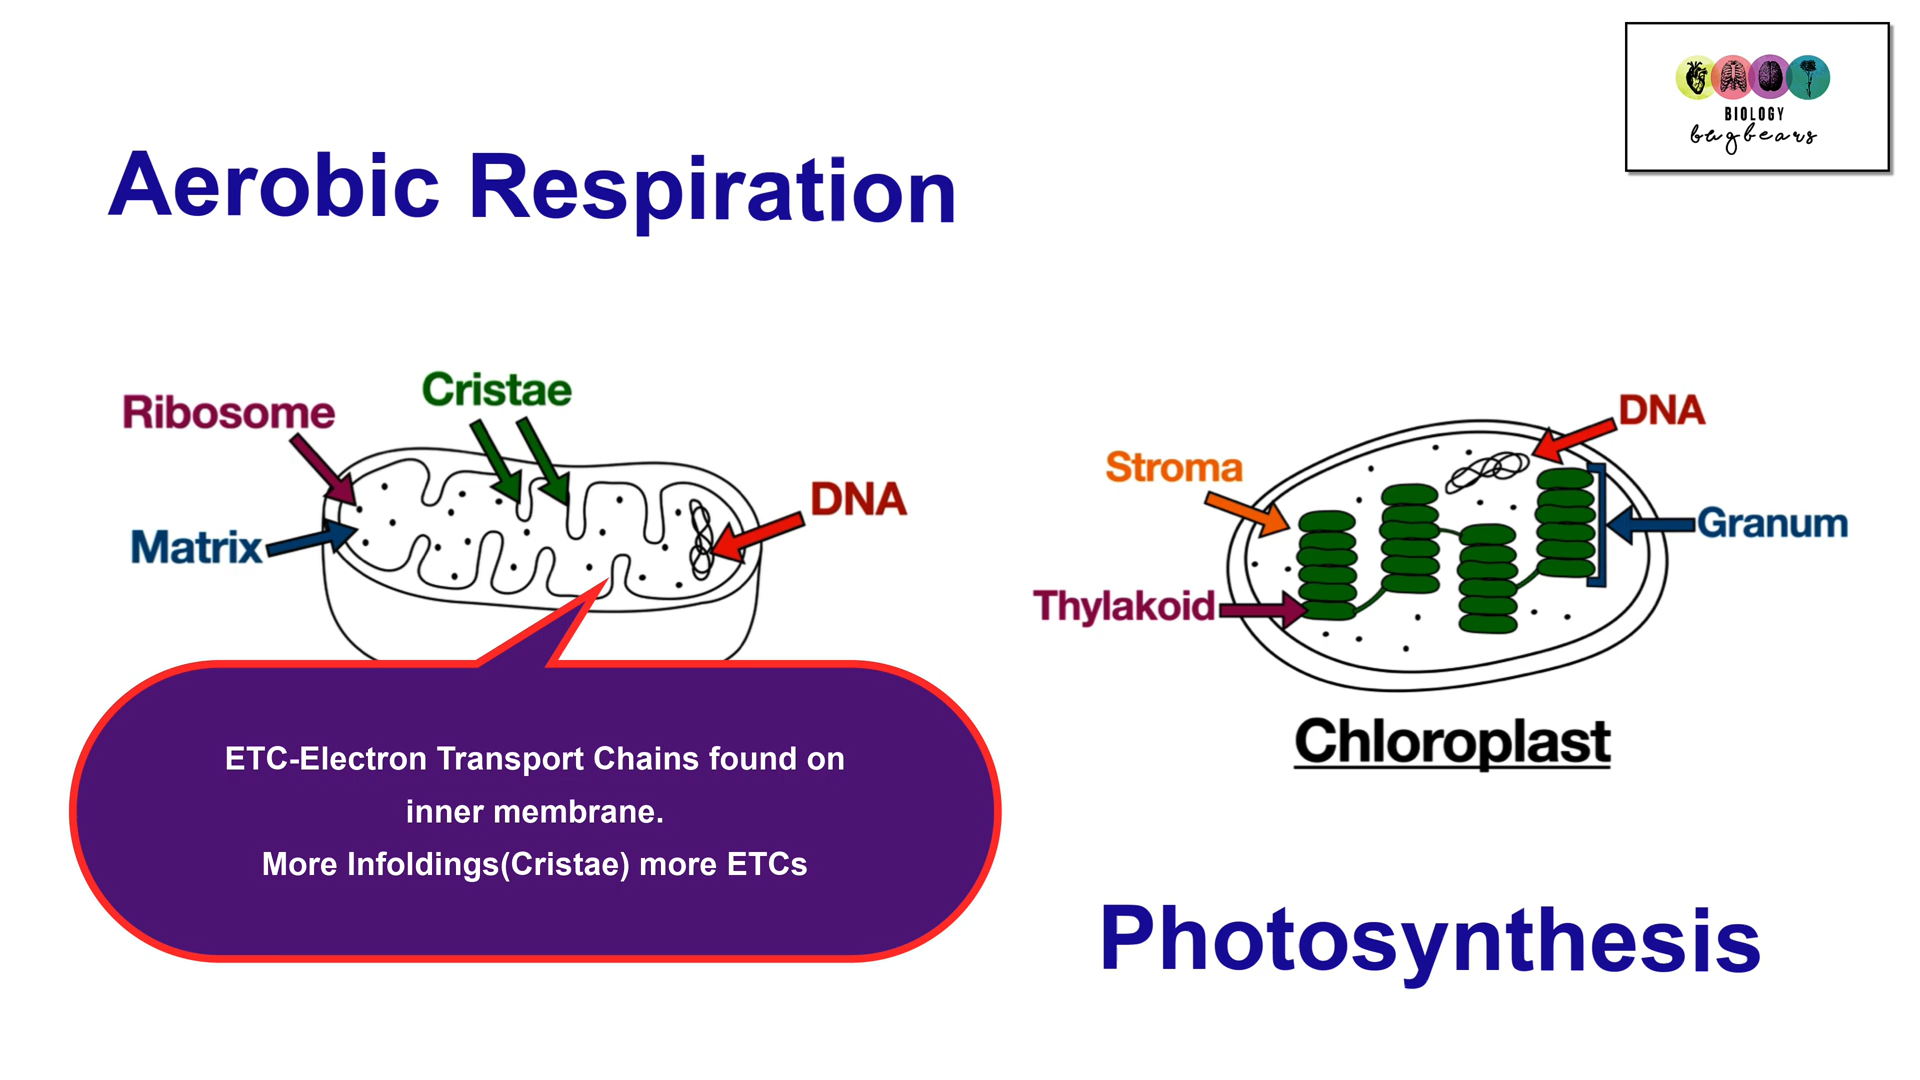 BIOLOGY
bugbears
Aerobic Respiration
Cristae
Ribosome
DNA
Matrix
ETC-Electron Transport Chains found on
inner membrane.
More Infoldings(Cristae) more ETCs
DNA
Stroma
Granum
Thylakoid
Chloroplast
Photosynthesis